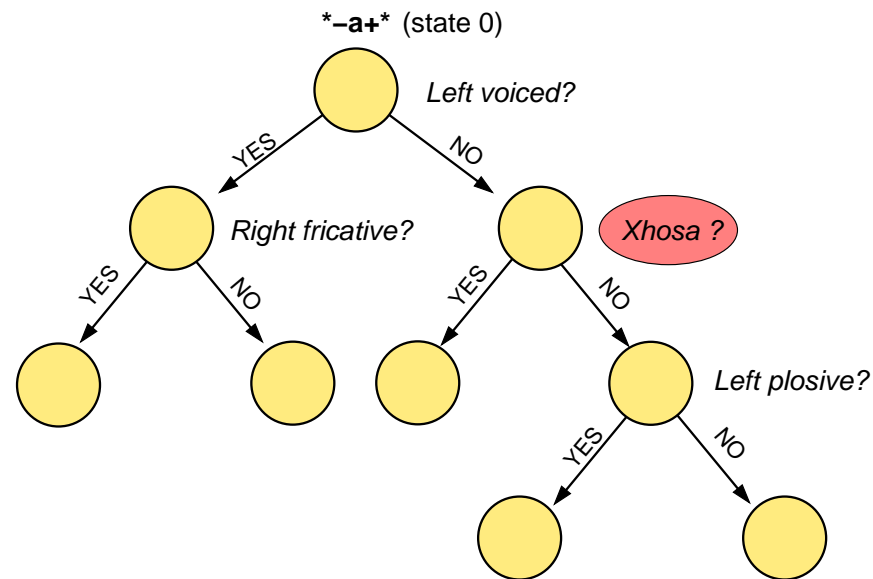 *–a+* (state 0)
Left voiced?
YES
NO
Right fricative?
Xhosa ?
YES
NO
YES
NO
Left plosive?
YES
NO